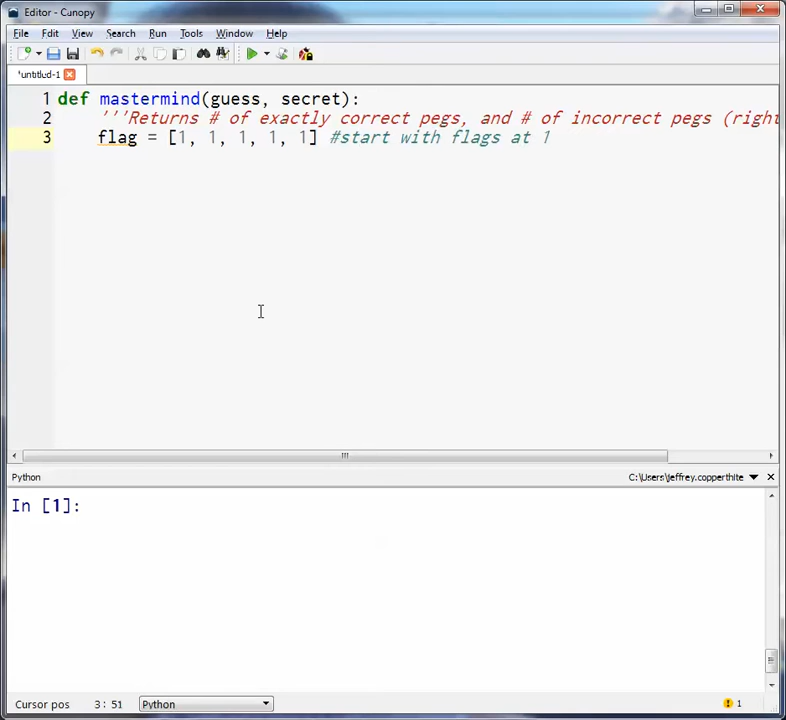 Editor - Cunopy
File Edit View Search Run Tools Window Help
*untitlud-1
1 def mastermind(guess, secret):
2 '''Returns # of exactly correct pegs, and # of incorrect pegs (right
3 flag = [1, 1, 1, 1, 1] #start with flags at 1
Python C:\Users\jeffrey.copperthite
In [1]:
Cursor pos 3: 51 Python 1